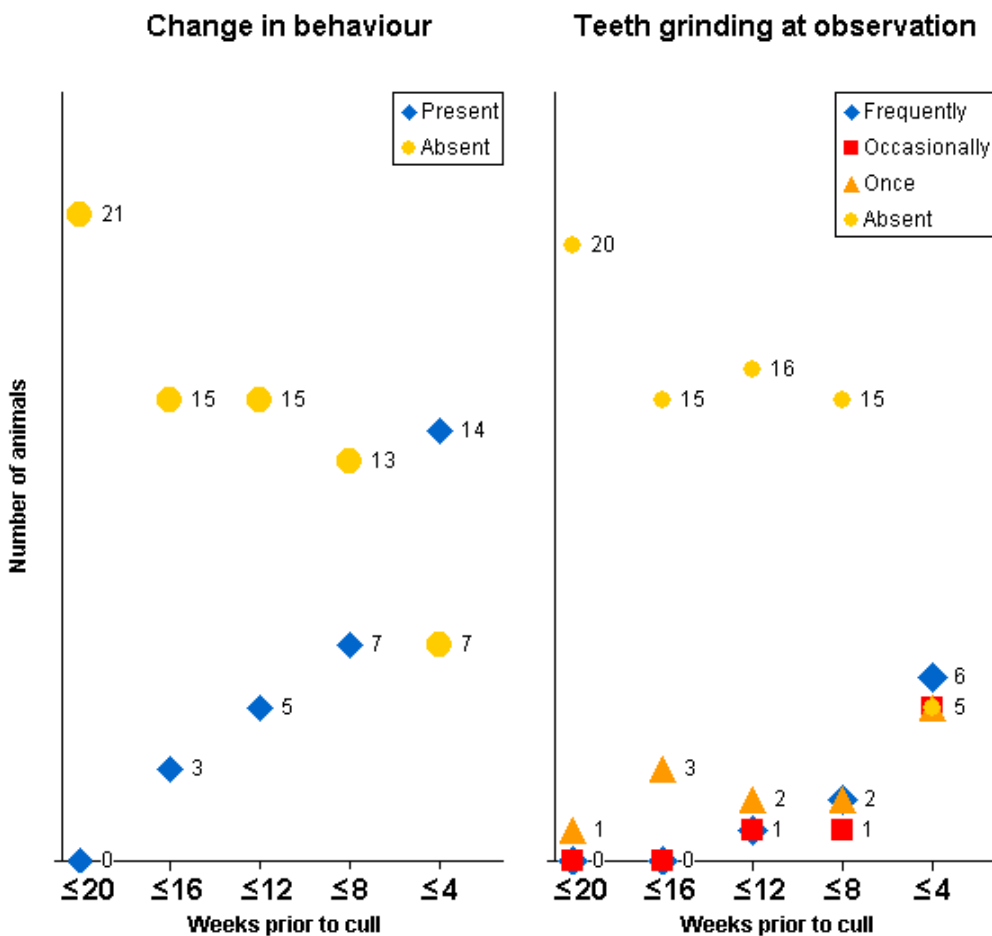 Change in behaviour
Present
Absent
21
15
15
14
13
7
7
5
3
0
Number of animals
≤20 ≤16 ≤12 ≤8 ≤4
Weeks prior to cull
Teeth grinding at observation
Frequently
Occasionally
Once
Absent
20
16
15
15
6
5
3
2
2
1
1
1
0
0
≤20 ≤16 ≤12 ≤8 ≤4
Weeks prior to cull